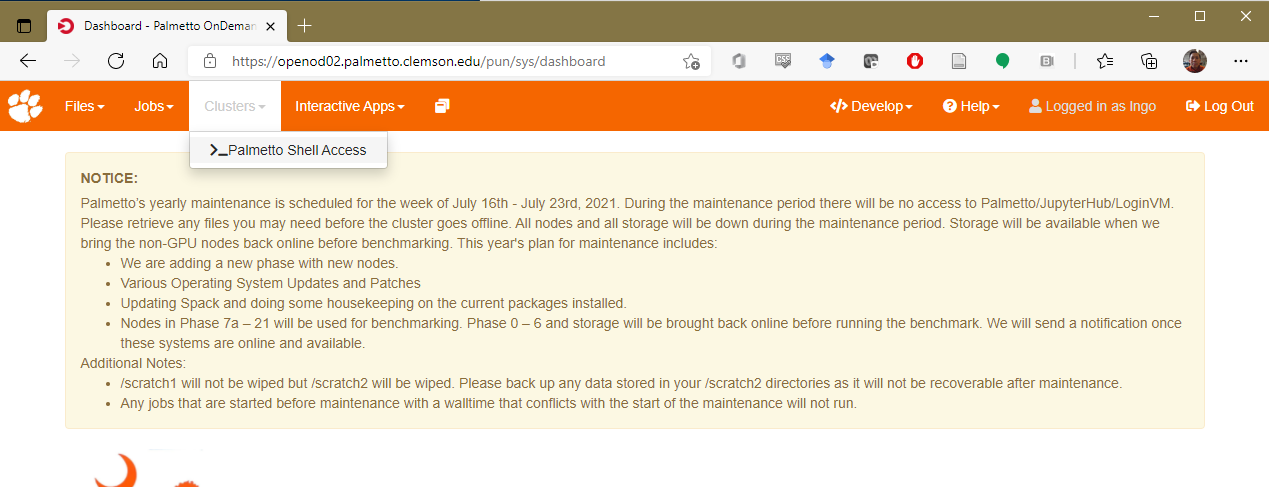 Dashboard - Palmetto OnDeman
https://openod02.palmetto.clemson.edu/pun/sys/dashboard
Files Jobs Clusters Interactive Apps Develop Help Logged in as Ingo Log Out
Palmetto Shell Access
NOTICE:
Palmetto's yearly maintenance is scheduled for the week of July 16th - July 23rd, 2021. During the maintenance period there will be no access to Palmetto/JupyterHub/LoginVM.
Please retrieve any files you may need before the cluster goes offline. All nodes and all storage will be down during the maintenance period. Storage will be available when we
bring the non-GPU nodes back online before benchmarking. This year's plan for maintenance includes:
• We are adding a new phase with new nodes.
• Various Operating System Updates and Patches
• Updating Spack and doing some housekeeping on the current packages installed.
• Nodes in Phase 7a – 21 will be used for benchmarking. Phase 0 – 6 and storage will be brought back online before running the benchmark. We will send a notification once
these systems are online and available.
Additional Notes:
• /scratch1 will not be wiped but /scratch2 will be wiped. Please back up any data stored in your /scratch2 directories as it will not be recoverable after maintenance.
• Any jobs that are started before maintenance with a walltime that conflicts with the start of the maintenance will not run.